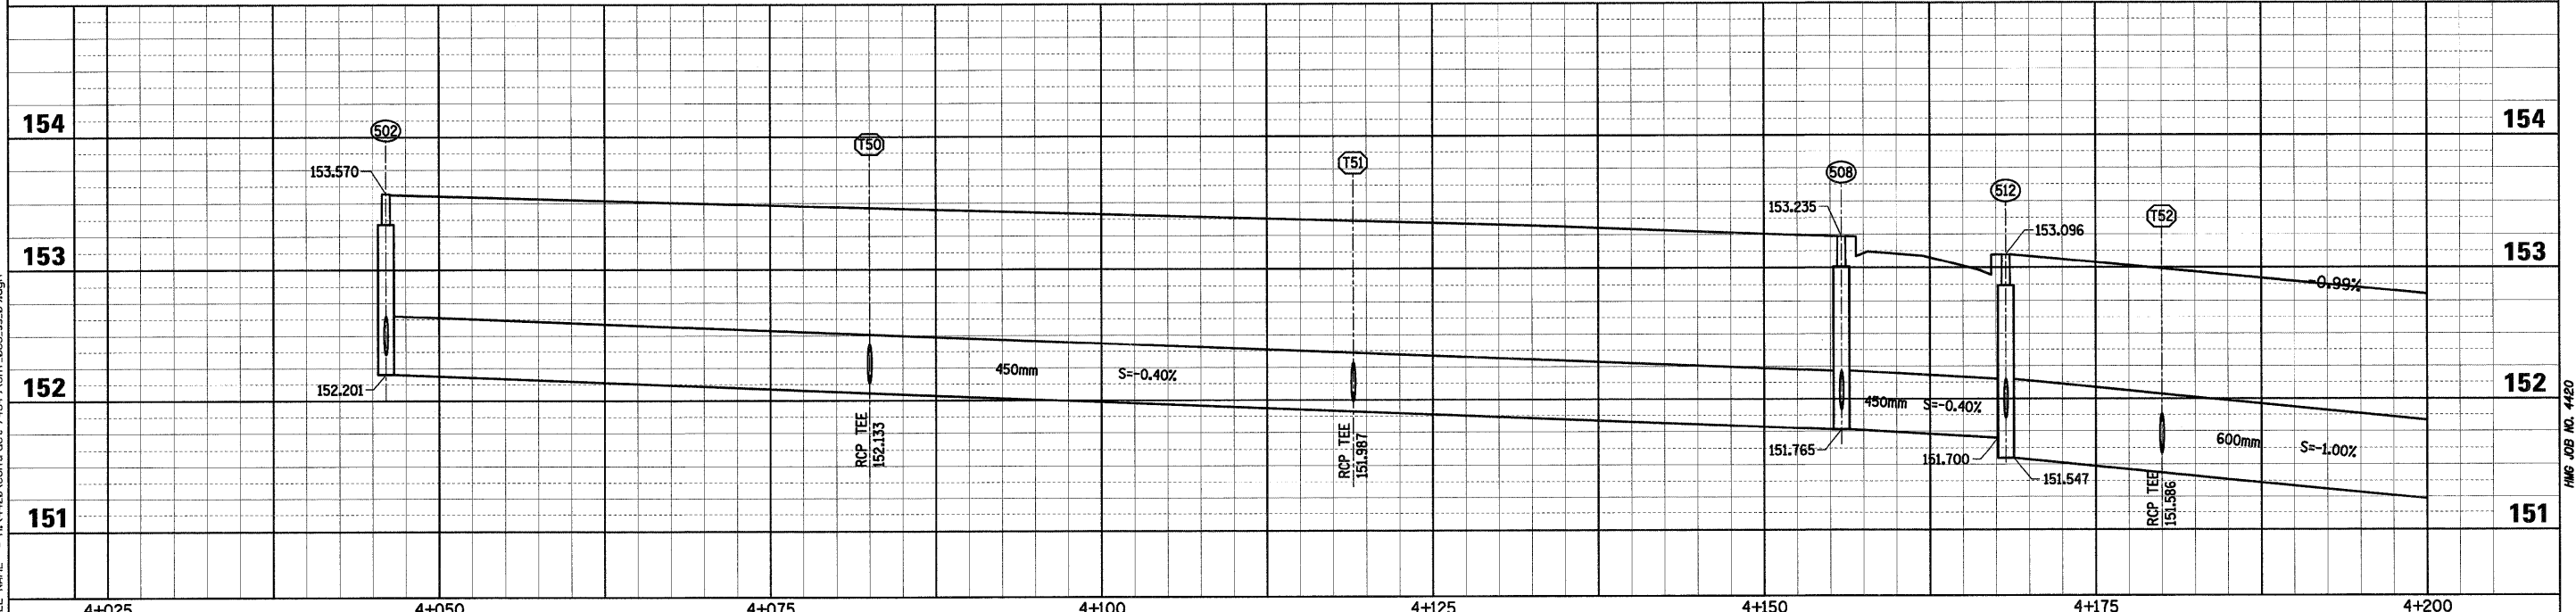 154
154
502
T50
T51
153.570
508
153.235
512
T52
153.096
153
153
-0.99%
152
152
152.201
450mm
S=-0.40%
450mm
S=-0.40%
RCP TEE
152.133
RCP TEE
151.987
151.765
151.700
151.547
600mm
S=-1.00%
RCP TEE
151.586
151
151
HMG JOB NO. 4420
4+025
4+050
4+075
4+100
4+125
4+150
4+175
4+200